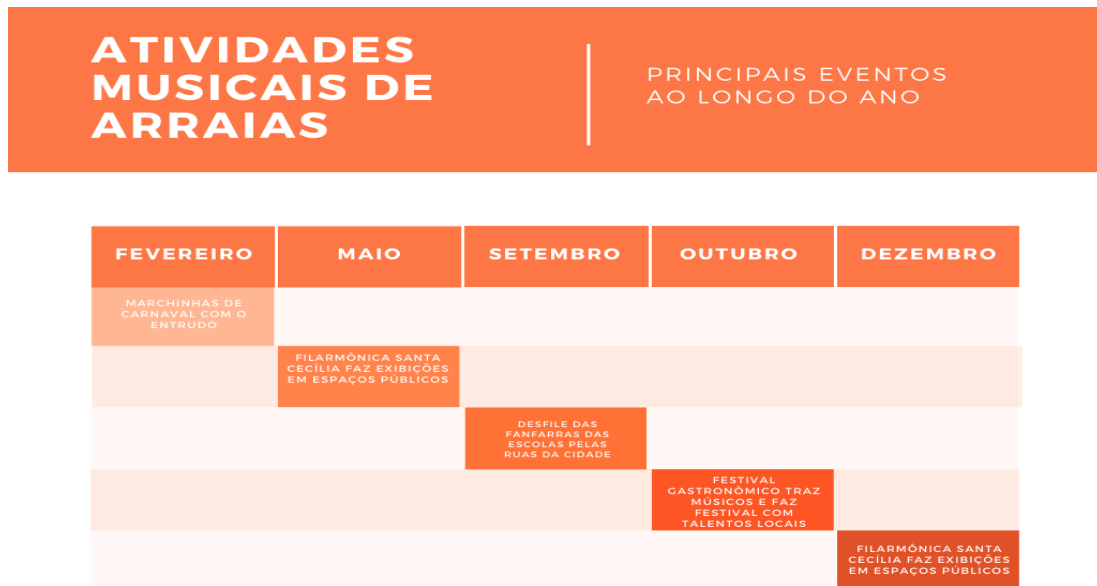 ATIVIDADES
MUSICAIS DE
ARRAIAS
PRINCIPAIS EVENTOS
AO LONGO DO ANO
FEVEREIRO
MAIO
SETEMBRO
OUTUBRO
DEZEMBRO
MARCHINHAS DE
CARNAVAL COM O
ENTRUDO
FILARMÔNICA SANTA
CECÍLIA FAZ EXIBIÇÕES
EM ESPAÇOS PÚBLICOS
DESFILE DAS
FANFARRAS DAS
ESCOLAS PELAS
RUAS DA CIDADE
FESTIVAL
GASTRONÔMICO TRAZ
MÚSICOS E FAZ
FESTIVAL COM
TALENTOS LOCAIS
FILARMÔNICA SANTA
CECÍLIA FAZ EXIBIÇÕES
EM ESPAÇOS PÚBLICOS